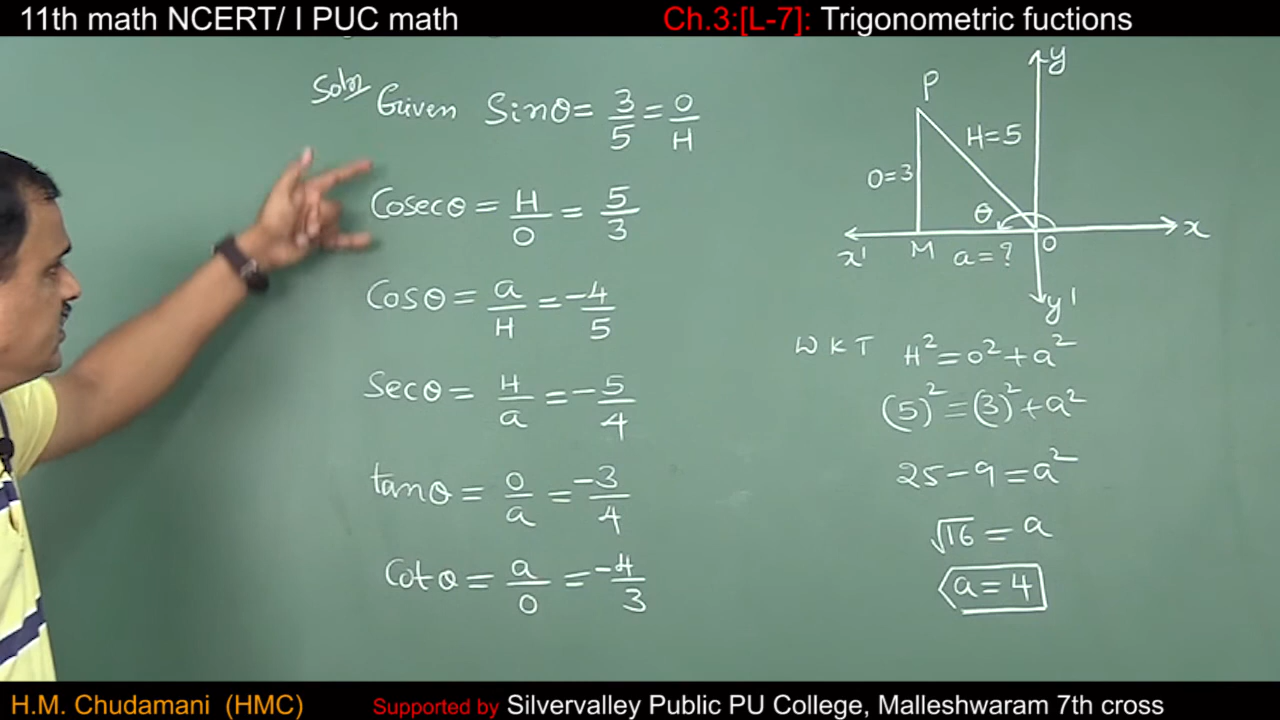 11th math NCERT/ I PUC math
Ch.3:[L-7]: Trigonometric fuctions
Soln Given Sinθ = 3/5 = O/H
Cosecθ = H/O = 5/3
Cosθ = a/H = -4/5
Secθ = H/a = -5/4
tanθ = O/a = -3/4
Cotθ = a/O = -4/3
y
P
H=5
O=3
θ
x' M a=? O x
y'
WKT H² = O² + a²
(5)² = (3)² + a²
25 - 9 = a²
√16 = a
a = 4
H.M. Chudamani (HMC)
Supported by Silvervalley Public PU College, Malleshwaram 7th cross